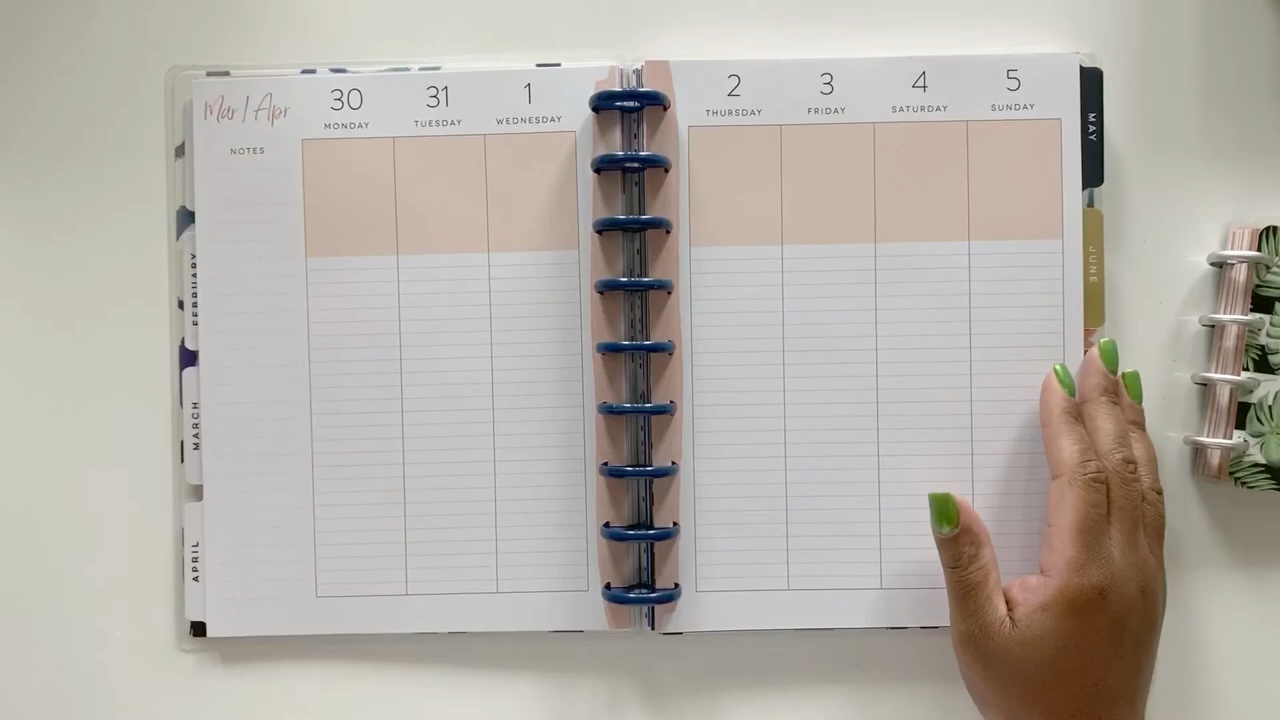 Mar / Apr
NOTES
30
MONDAY
31
TUESDAY
1
WEDNESDAY
2
THURSDAY
3
FRIDAY
4
SATURDAY
5
SUNDAY
FEBRUARY
MARCH
APRIL
MAY
JUNE